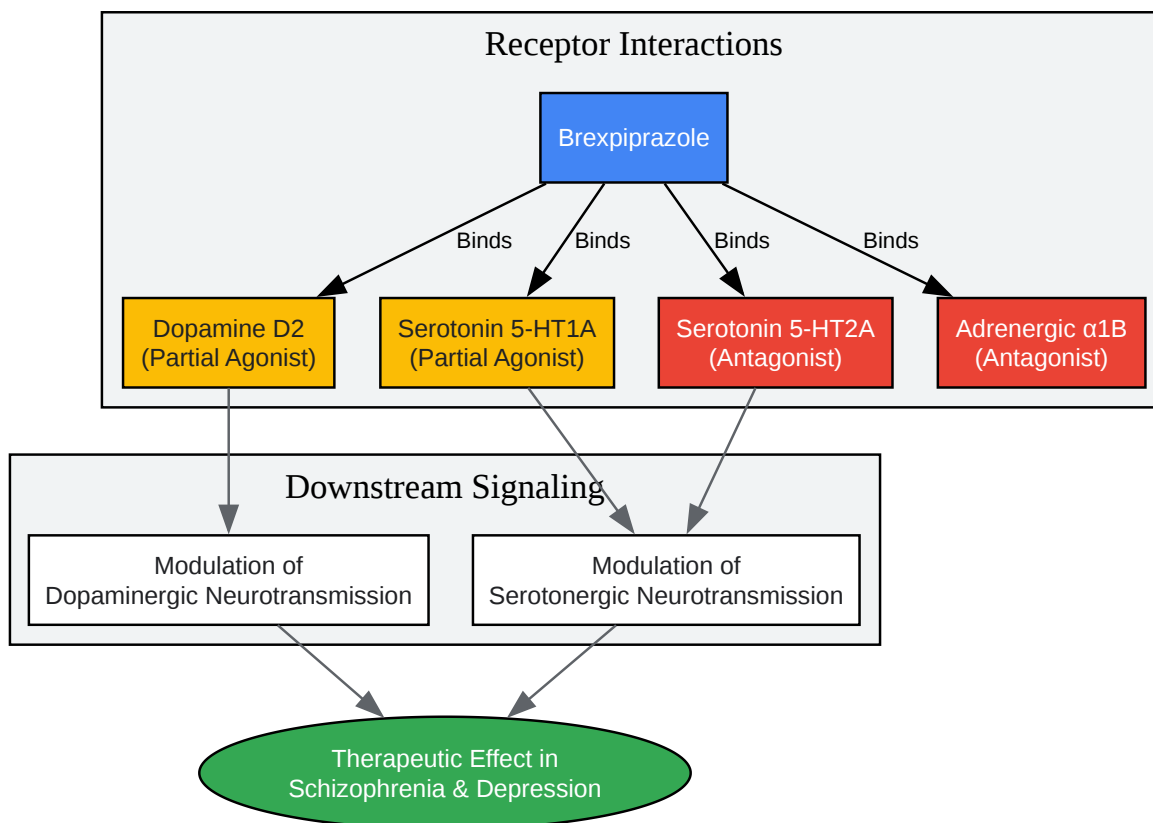 Receptor Interactions
Brexpiprazole
Binds
Binds
Binds
Binds
Dopamine D2
(Partial Agonist)
Serotonin 5-HT1A
(Partial Agonist)
Serotonin 5-HT2A
(Antagonist)
Adrenergic α1B
(Antagonist)
Downstream Signaling
Modulation of
Dopaminergic Neurotransmission
Modulation of
Serotonergic Neurotransmission
Therapeutic Effect in
Schizophrenia & Depression